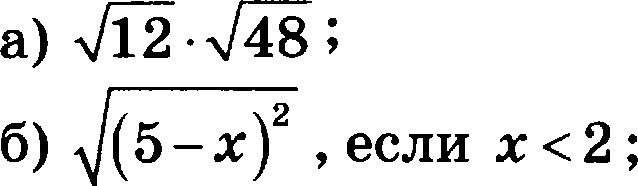 а) √12 · √48 ;
б) √(5 − x)² , если x < 2 ;